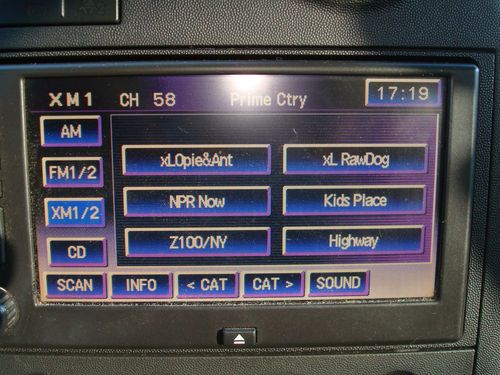 XM1 CH 58 Prime Ctry 17:19
AM
xLOpie&Ant xL RawDog
FM1/2
NPR Now Kids Place
XM1/2
Z100/NY Highway
CD
SCAN INFO < CAT CAT > SOUND